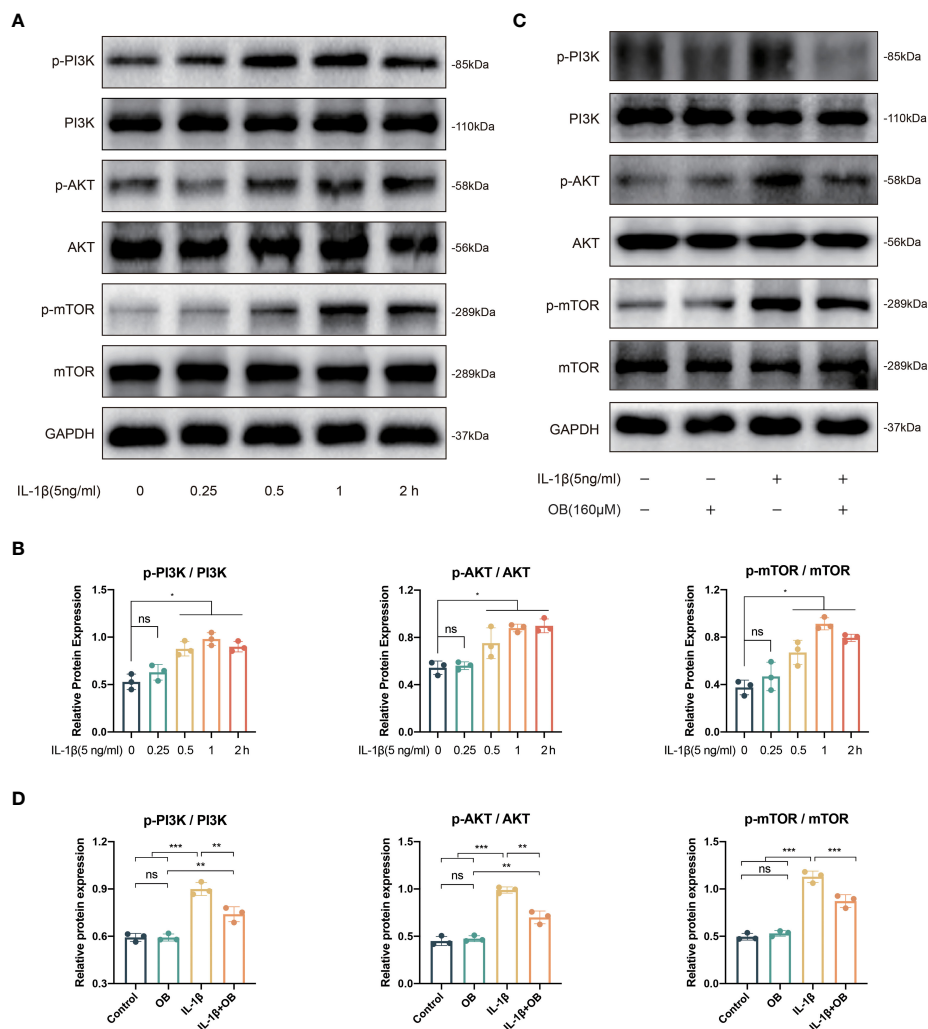 A
p-PI3K -85kDa
PI3K -110kDa
p-AKT -58kDa
AKT -56kDa
p-mTOR -289kDa
mTOR -289kDa
GAPDH -37kDa
IL-1β(5ng/ml) 0 0.25 0.5 1 2 h
C
p-PI3K -85kDa
PI3K -110kDa
p-AKT -58kDa
AKT -56kDa
p-mTOR -289kDa
mTOR -289kDa
GAPDH -37kDa
IL-1β(5ng/ml) – – + +
OB(160μM) – + – +
B
p-PI3K / PI3K
Relative Protein Expression
1.5
1.0
0.5
0.0
*
ns
IL-1β(5 ng/ml) 0 0.25 0.5 1 2 h
p-AKT / AKT
Relative Protein Expression
1.2
0.8
0.4
0.0
*
ns
IL-1β(5 ng/ml) 0 0.25 0.5 1 2 h
p-mTOR / mTOR
Relative Protein Expression
1.2
0.8
0.4
0.0
*
ns
IL-1β(5 ng/ml) 0 0.25 0.5 1 2 h
D
p-PI3K / PI3K
Relative protein expression
1.2
0.9
0.6
0.3
*** **
**
ns
Control OB IL-1β IL-1β+OB
p-AKT / AKT
Relative protein expression
1.5
1.0
0.5
0.0
*** **
**
ns
Control OB IL-1β IL-1β+OB
p-mTOR / mTOR
Relative protein expression
1.5
1.0
0.5
0.0
*** ***
ns
Control OB IL-1β IL-1β+OB